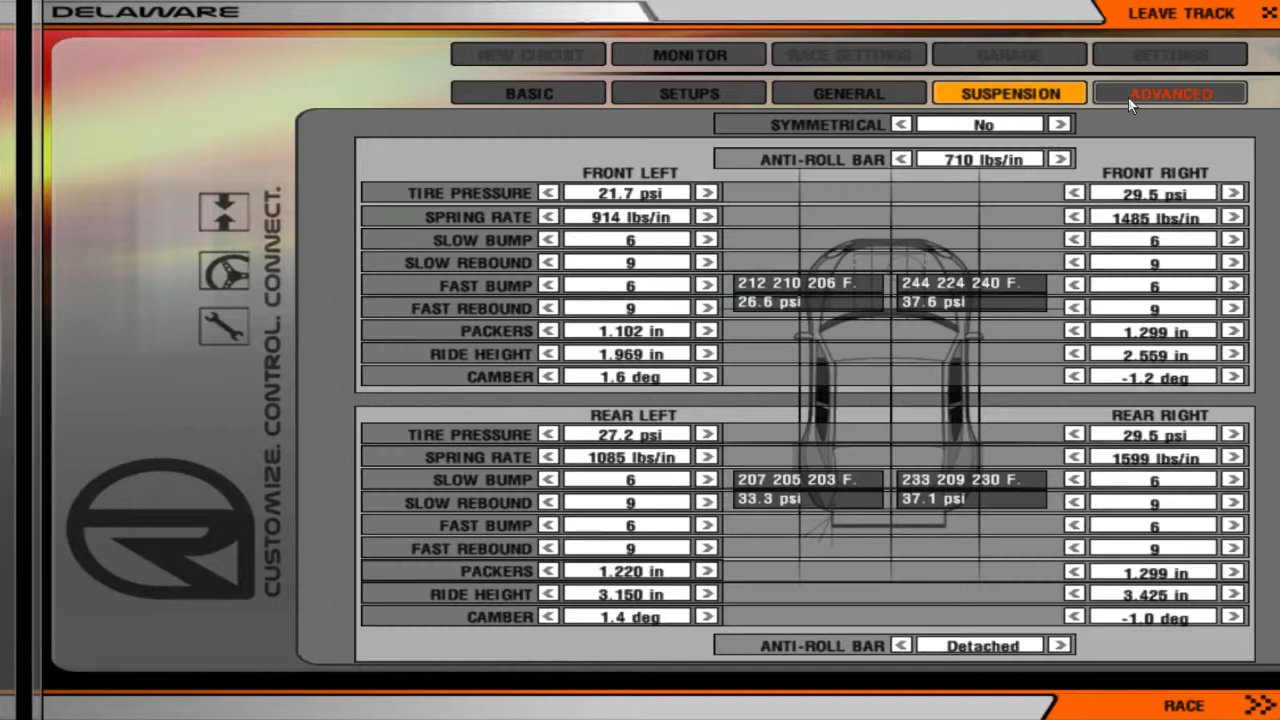 DELAWARE
LEAVE TRACK
NEW CIRCUIT MONITOR RACE SETTINGS GARAGE SETTINGS
BASIC SETUPS GENERAL SUSPENSION ADVANCED
SYMMETRICAL No
ANTI-ROLL BAR 710 lbs/in
FRONT LEFT FRONT RIGHT
TIRE PRESSURE 21.7 psi 29.5 psi
SPRING RATE 914 lbs/in 1485 lbs/in
SLOW BUMP 6 6
SLOW REBOUND 9 9
FAST BUMP 6 212 210 206 F. 244 224 240 F. 6
26.6 psi 37.6 psi
FAST REBOUND 9 9
PACKERS 1.102 in 1.299 in
RIDE HEIGHT 1.969 in 2.559 in
CAMBER 1.6 deg -1.2 deg
REAR LEFT REAR RIGHT
TIRE PRESSURE 27.2 psi 29.5 psi
SPRING RATE 1085 lbs/in 1599 lbs/in
SLOW BUMP 6 207 205 203 F. 233 209 230 F. 6
33.3 psi 37.1 psi
SLOW REBOUND 9 9
FAST BUMP 6 6
FAST REBOUND 9 9
PACKERS 1.220 in 1.299 in
RIDE HEIGHT 3.150 in 3.425 in
CAMBER 1.4 deg -1.0 deg
ANTI-ROLL BAR Detached
CUSTOMIZE. CONTROL. CONNECT.
RACE